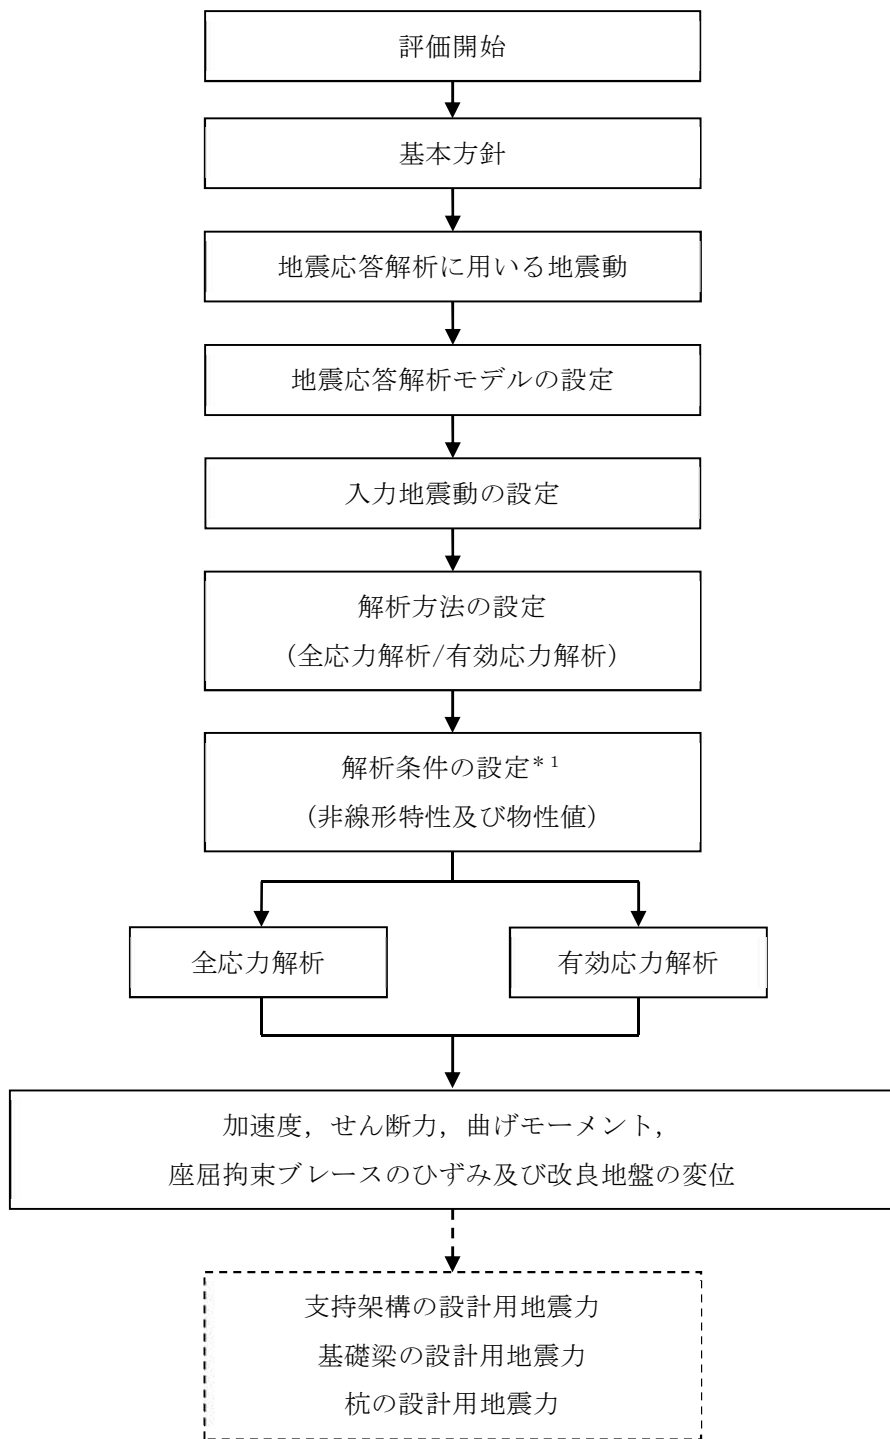 評価開始
基本方針
地震応答解析に用いる地震動
地震応答解析モデルの設定
入力地震動の設定
解析方法の設定
(全応力解析/有効応力解析)
解析条件の設定*1
(非線形特性及び物性値)
全応力解析
有効応力解析
加速度,せん断力,曲げモーメント,
座屈拘束ブレースのひずみ及び改良地盤の変位
支持架構の設計用地震力
基礎梁の設計用地震力
杭の設計用地震力